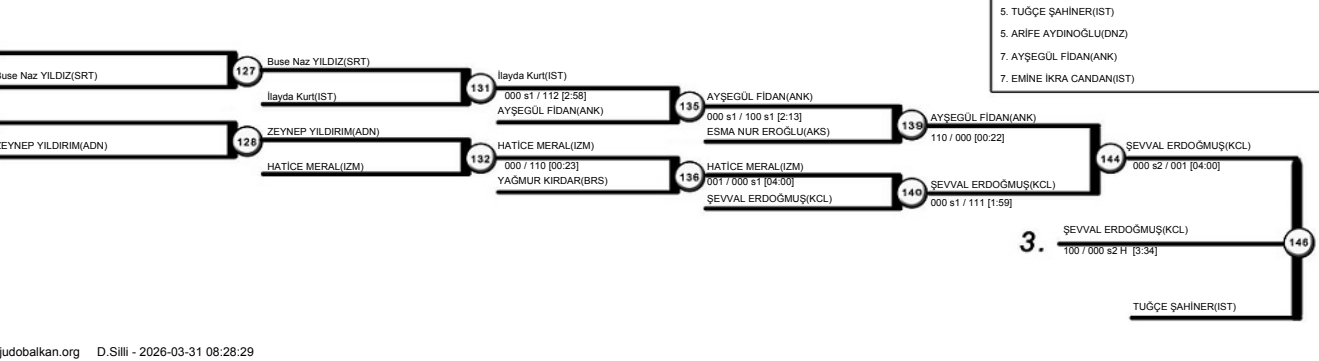 5. TUĞÇE ŞAHİNER(IST)
5. ARİFE AYDINOĞLU(DNZ)
7. AYŞEGÜL FİDAN(ANK)
7. EMİNE İKRA CANDAN(IST)
Buse Naz YILDIZ(SRT)
127
Buse Naz YILDIZ(SRT)
İlayda Kurt(IST)
131
İlayda Kurt(IST)
000 s1 / 112 [2:58]
AYŞEGÜL FİDAN(ANK)
135
AYŞEGÜL FİDAN(ANK)
000 s1 / 100 s1 [2:13]
ESMA NUR EROĞLU(AKS)
139
AYŞEGÜL FİDAN(ANK)
110 / 000 [00:22]
ZEYNEP YILDIRIM(ADN)
128
ZEYNEP YILDIRIM(ADN)
HATİCE MERAL(IZM)
132
HATİCE MERAL(IZM)
000 / 110 [00:23]
YAĞMUR KIRDAR(BRS)
136
HATİCE MERAL(IZM)
001 / 000 s1 [04:00]
ŞEVVAL ERDOĞMUŞ(KCL)
140
ŞEVVAL ERDOĞMUŞ(KCL)
000 s1 / 111 [1:59]
144
ŞEVVAL ERDOĞMUŞ(KCL)
000 s2 / 001 [04:00]
3.
ŞEVVAL ERDOĞMUŞ(KCL)
100 / 000 s2 H [3:34]
146
TUĞÇE ŞAHİNER(IST)
judobalkan.org D.Silli - 2026-03-31 08:28:29